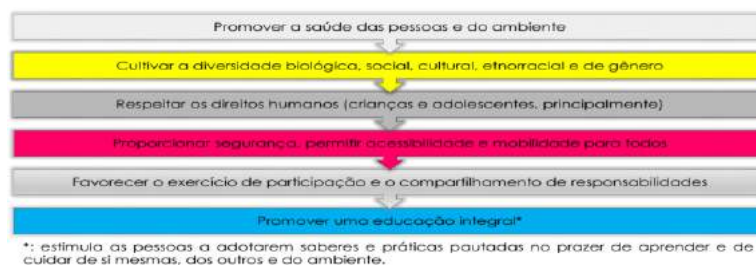 Promover a saúde das pessoas e do ambiente
Cultivar a diversidade biológica, social, cultural, etnorracial e de gênero
Respeitar os direitos humanos (crianças e adolescentes, principalmente)
Proporcionar segurança, permitir acessibilidade e mobilidade para todos
Favorecer o exercício de participação e o compartilhamento de responsabilidades
Promover uma educação integral*
*: estimula as pessoas a adotarem saberes e práticas pautadas no prazer de aprender e de
cuidar de si mesmas, dos outros e do ambiente.